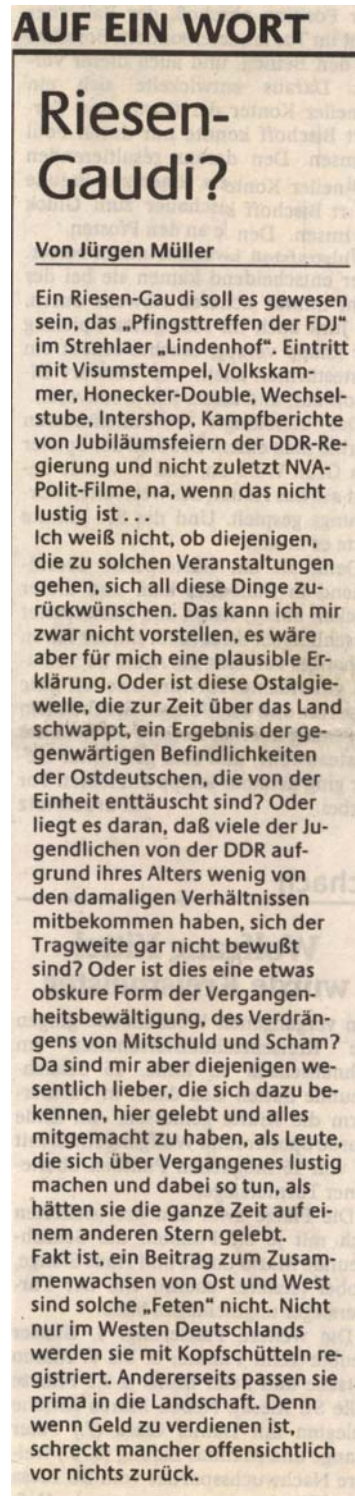 AUF EIN WORT
Riesen-
Gaudi?
Von Jürgen Müller
Ein Riesen-Gaudi soll es gewesen
sein, das „Pfingsttreffen der FDJ“
im Strehlaer „Lindenhof“. Eintritt
mit Visumstempel, Volkskam-
mer, Honecker-Double, Wechsel-
stube, Intershop, Kampfberichte
von Jubiläumsfeiern der DDR-Re-
gierung und nicht zuletzt NVA-
Polit-Filme, na, wenn das nicht
lustig ist . . .
Ich weiß nicht, ob diejenigen,
die zu solchen Veranstaltungen
gehen, sich all diese Dinge zu-
rückwünschen. Das kann ich mir
zwar nicht vorstellen, es wäre
aber für mich eine plausible Er-
klärung. Oder ist diese Ostalgie-
welle, die zur Zeit über das Land
schwappt, ein Ergebnis der ge-
genwärtigen Befindlichkeiten
der Ostdeutschen, die von der
Einheit enttäuscht sind? Oder
liegt es daran, daß viele der Ju-
gendlichen von der DDR auf-
grund ihres Alters wenig von
den damaligen Verhältnissen
mitbekommen haben, sich der
Tragweite gar nicht bewußt
sind? Oder ist dies eine etwas
obskure Form der Vergangen-
heitsbewältigung, des Verdrän-
gens von Mitschuld und Scham?
Da sind mir aber diejenigen we-
sentlich lieber, die sich dazu be-
kennen, hier gelebt und alles
mitgemacht zu haben, als Leute,
die sich über Vergangenes lustig
machen und dabei so tun, als
hätten sie die ganze Zeit auf ei-
nem anderen Stern gelebt.
Fakt ist, ein Beitrag zum Zusam-
menwachsen von Ost und West
sind solche „Feten“ nicht. Nicht
nur im Westen Deutschlands
werden sie mit Kopfschütteln re-
gistriert. Andererseits passen sie
prima in die Landschaft. Denn
wenn Geld zu verdienen ist,
schreckt mancher offensichtlich
vor nichts zurück.